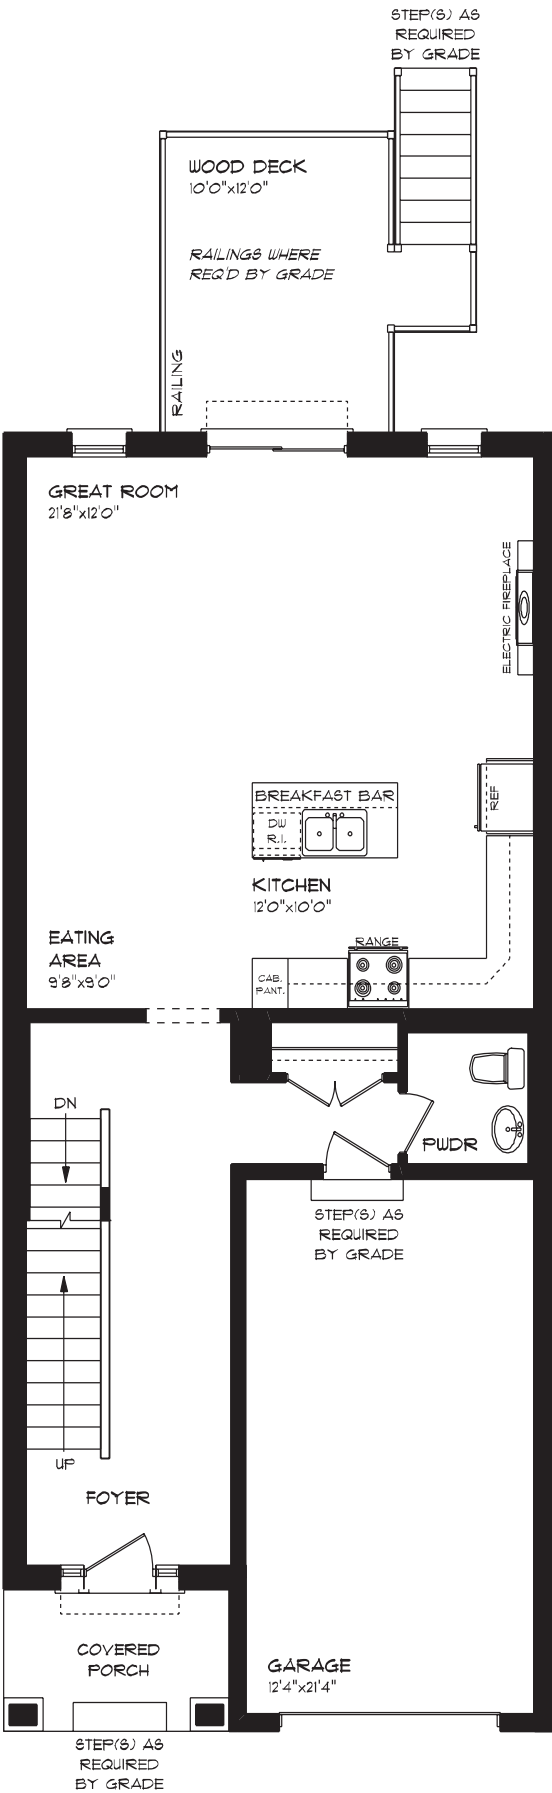 STEP(S) AS
REQUIRED
BY GRADE
WOOD DECK
10'0"x12'0"
RAILINGS WHERE
REQ'D BY GRADE
RAILING
GREAT ROOM
21'8"x12'0"
ELECTRIC FIREPLACE
BREAKFAST BAR
DW
R.I.
REF
KITCHEN
12'0"x10'0"
EATING
AREA
9'8"x9'0"
RANGE
CAB.
PANT.
DN
PWDR
STEP(S) AS
REQUIRED
BY GRADE
UP
FOYER
COVERED
PORCH
GARAGE
12'4"x21'4"
STEP(S) AS
REQUIRED
BY GRADE